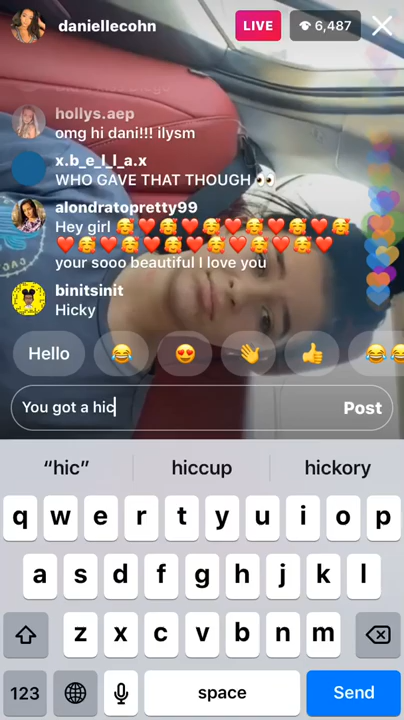 daniellecohn
LIVE
6,487
hollys.aep
omg hi dani!!! ilysm
x.b_e_l_l_a.x
WHO GAVE THAT THOUGH 👀
alondratopretty99
Hey girl 🥰❤️🥰❤️🥰❤️🥰❤️🥰❤️🥰
❤️🥰❤️🥰❤️🥰❤️🥰❤️🥰❤️
your sooo beautiful I love you
binitsinit
Hicky
Hello 😂 😍 👋 👍 😂😂
You got a hic
Post
“hic” hiccup hickory
q w e r t y u i o p
a s d f g h j k l
z x c v b n m
123 space Send